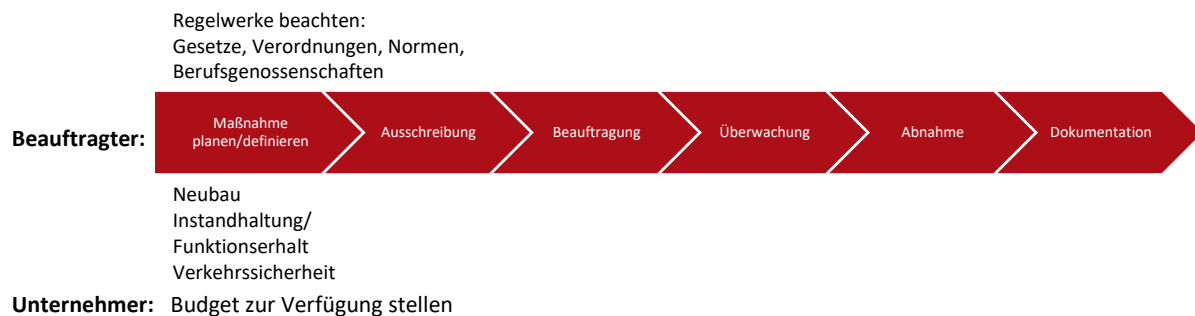 Regelwerke beachten:
Gesetze, Verordnungen, Normen,
Berufsgenossenschaften
Beauftragter:
Maßnahme
planen/definieren
Ausschreibung
Beauftragung
Überwachung
Abnahme
Dokumentation
Neubau
Instandhaltung/
Funktionserhalt
Verkehrssicherheit
Unternehmer: Budget zur Verfügung stellen